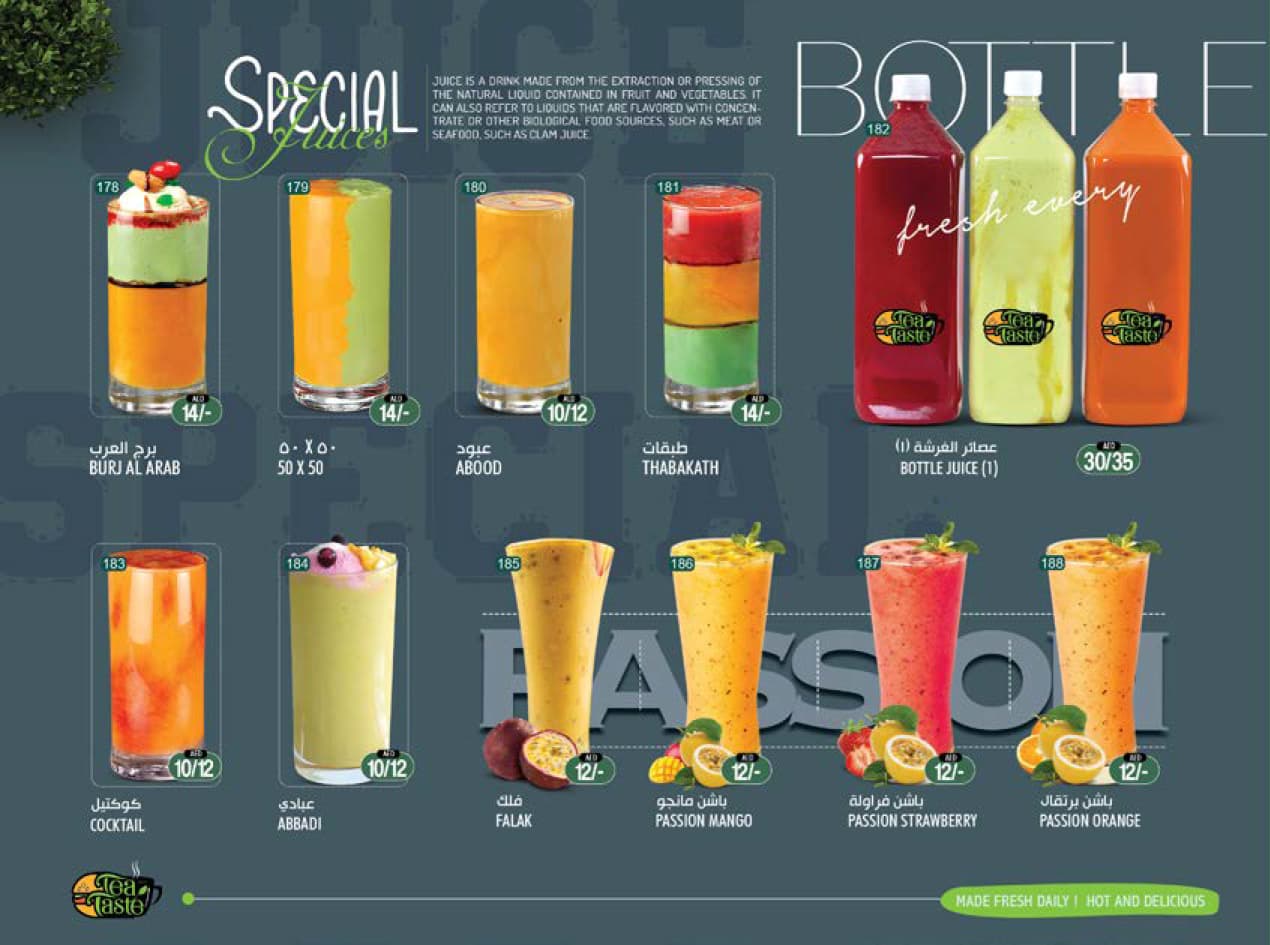 JUICE
SPECIAL
SPECIAL
Juices
JUICE IS A DRINK MADE FROM THE EXTRACTION OR PRESSING OF
THE NATURAL LIQUID CONTAINED IN FRUIT AND VEGETABLES. IT
CAN ALSO REFER TO LIQUIDS THAT ARE FLAVORED WITH CONCEN-
TRATE OR OTHER BIOLOGICAL FOOD SOURCES, SUCH AS MEAT OR
SEAFOOD, SUCH AS CLAM JUICE.
BOTTLE
fresh every
178
AED
14/-
برج العرب
BURJ AL ARAB
179
AED
14/-
٥٠ X ٥٠
50 X 50
180
AED
10/12
عبود
ABOOD
181
AED
14/-
طبقات
THABAKATH
182
Tea Taste
Tea Taste
Tea Taste
عصائر الغرشة (١)
BOTTLE JUICE (1)
AED
30/35
183
AED
10/12
كوكتيل
COCKTAIL
184
AED
10/12
عبادي
ABBADI
PASSION
185
AED
12/-
فلك
FALAK
186
AED
12/-
باشن مانجو
PASSION MANGO
187
AED
12/-
باشن فراولة
PASSION STRAWBERRY
188
AED
12/-
باشن برتقال
PASSION ORANGE
Tea Taste
MADE FRESH DAILY ! HOT AND DELICIOUS